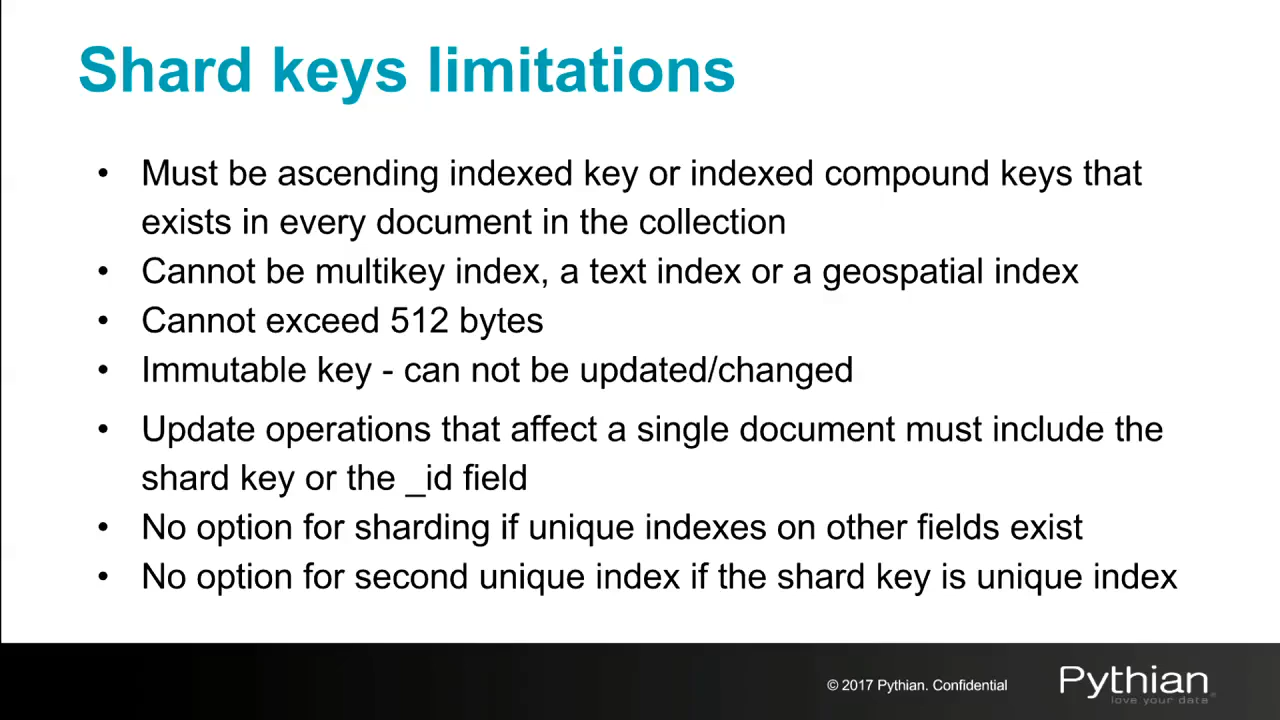 Shard keys limitations
• Must be ascending indexed key or indexed compound keys that
exists in every document in the collection
• Cannot be multikey index, a text index or a geospatial index
• Cannot exceed 512 bytes
• Immutable key - can not be updated/changed
• Update operations that affect a single document must include the
shard key or the _id field
• No option for sharding if unique indexes on other fields exist
• No option for second unique index if the shard key is unique index
© 2017 Pythian. Confidential
Pythian
love your data